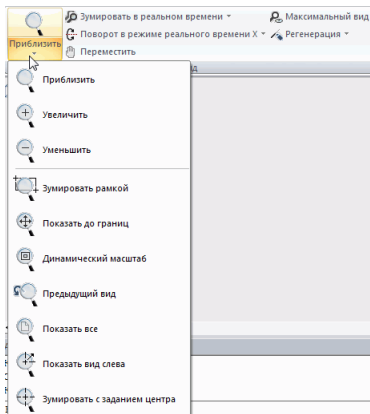 Зумировать в реальном времени
Максимальный вид
Приблизить
Поворот в режиме реального времени X
Регенерация
Переместить
Приблизить
Увеличить
Уменьшить
Зумировать рамкой
Показать до границ
Динамический масштаб
Предыдущий вид
Показать все
Показать вид слева
Зумировать с заданием центра